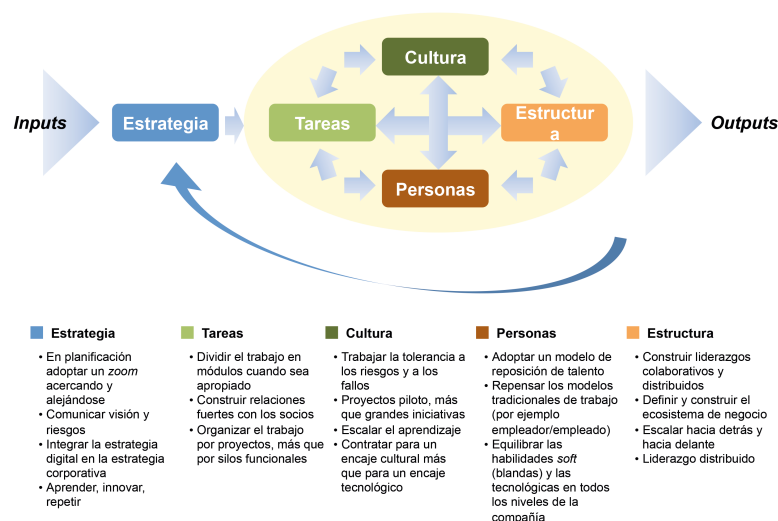 Cultura
Inputs
Estrategia
Tareas
Estructur
a
Outputs
Personas
Estrategia
• En planificación
adoptar un zoom
acercando y
alejándose
• Comunicar visión y
riesgos
• Integrar la estrategia
digital en la estrategia
corporativa
• Aprender, innovar,
repetir
Tareas
• Dividir el trabajo en
módulos cuando sea
apropiado
• Construir relaciones
fuertes con los socios
• Organizar el trabajo
por proyectos, más que
por silos funcionales
Cultura
• Trabajar la tolerancia a
los riesgos y a los
fallos
• Proyectos piloto, más
que grandes iniciativas
• Escalar el aprendizaje
• Contratar para un
encaje cultural más
que para un encaje
tecnológico
Personas
• Adoptar un modelo de
reposición de talento
• Repensar los modelos
tradicionales de trabajo
(por ejemplo
empleador/empleado)
• Equilibrar las
habilidades soft
(blandas) y las
tecnológicas en todos
los niveles de la
compañía
Estructura
• Construir liderazgos
colaborativos y
distribuidos
• Definir y construir el
ecosistema de negocio
• Escalar hacia detrás y
hacia delante
• Liderazgo distribuido